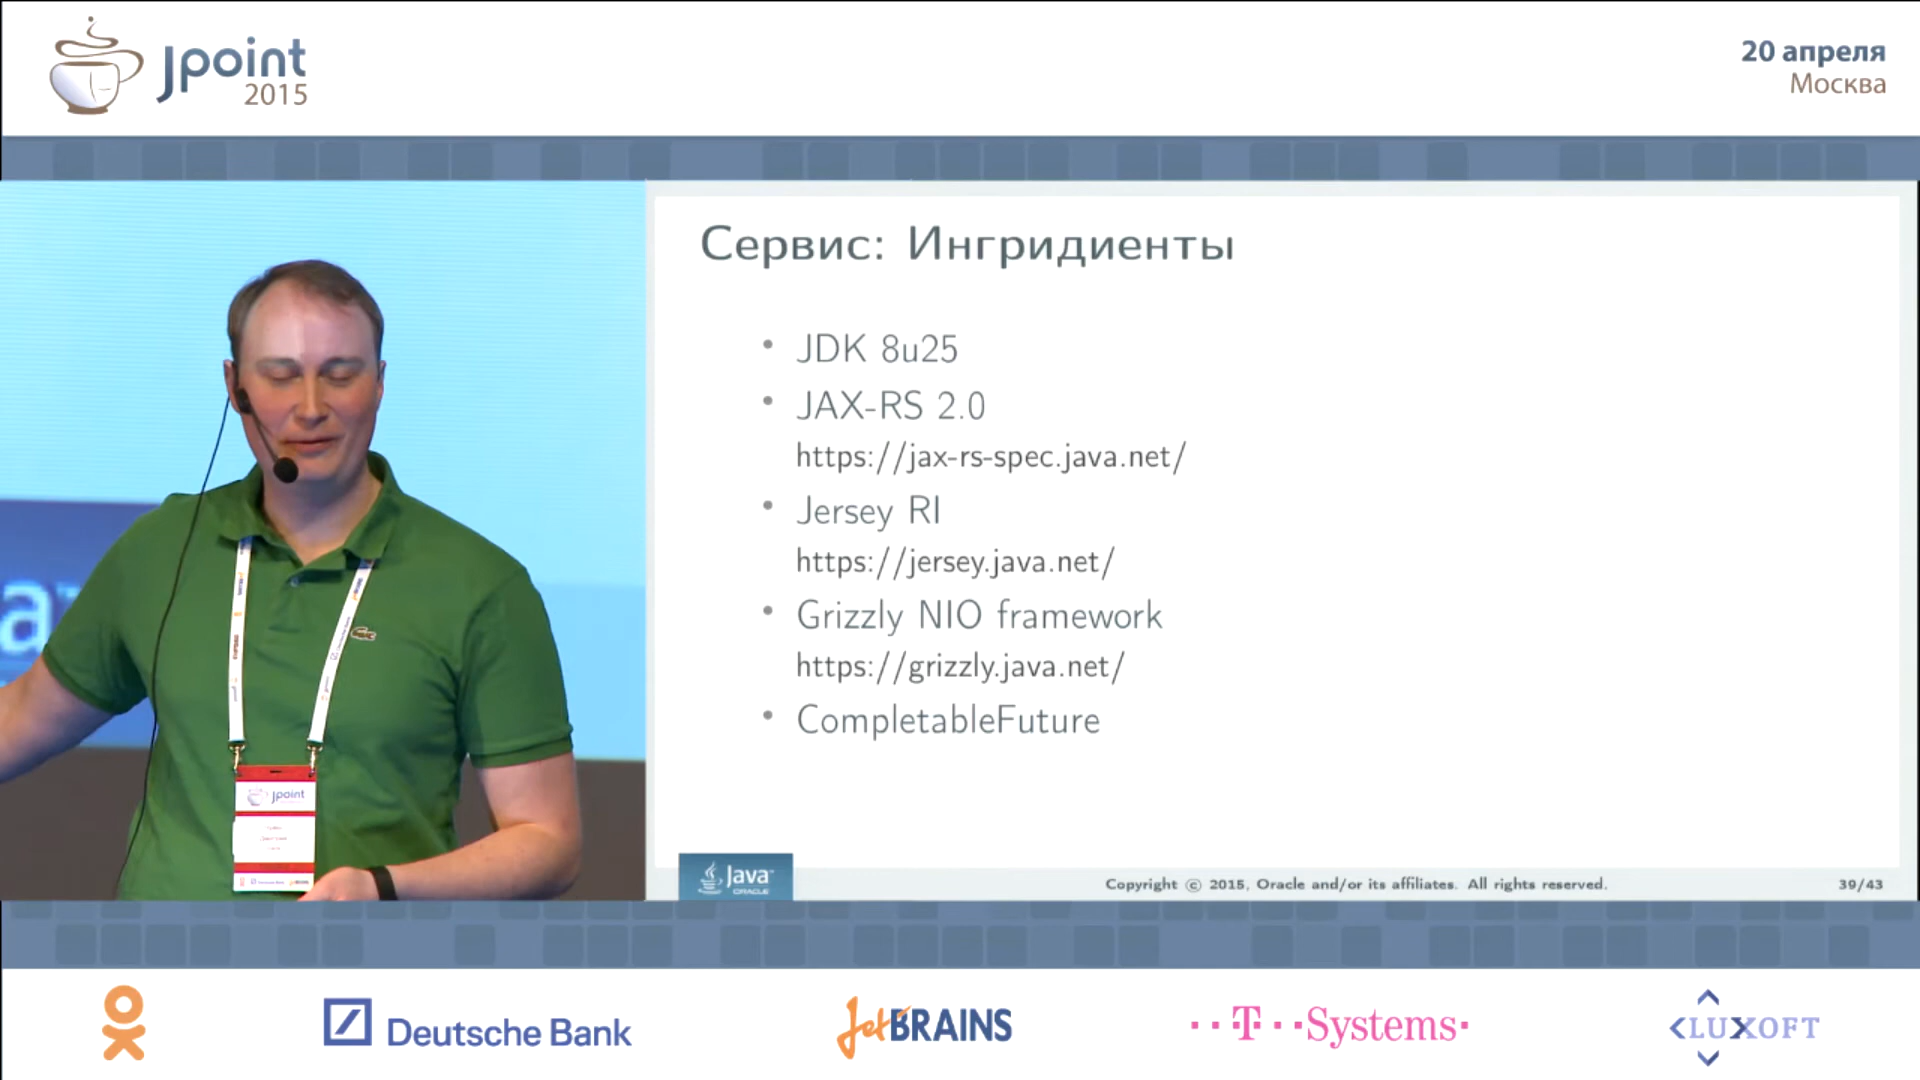 Jpoint
2015
20 апреля
Москва
a
Jpoint
Сервис: Ингридиенты
• JDK 8u25
• JAX-RS 2.0
https://jax-rs-spec.java.net/
• Jersey RI
https://jersey.java.net/
• Grizzly NIO framework
https://grizzly.java.net/
• CompletableFuture
Java
ORACLE
Copyright © 2015, Oracle and/or its affiliates. All rights reserved.
39/43
Deutsche Bank
JetBRAINS
··T··Systems·
LUXOFT